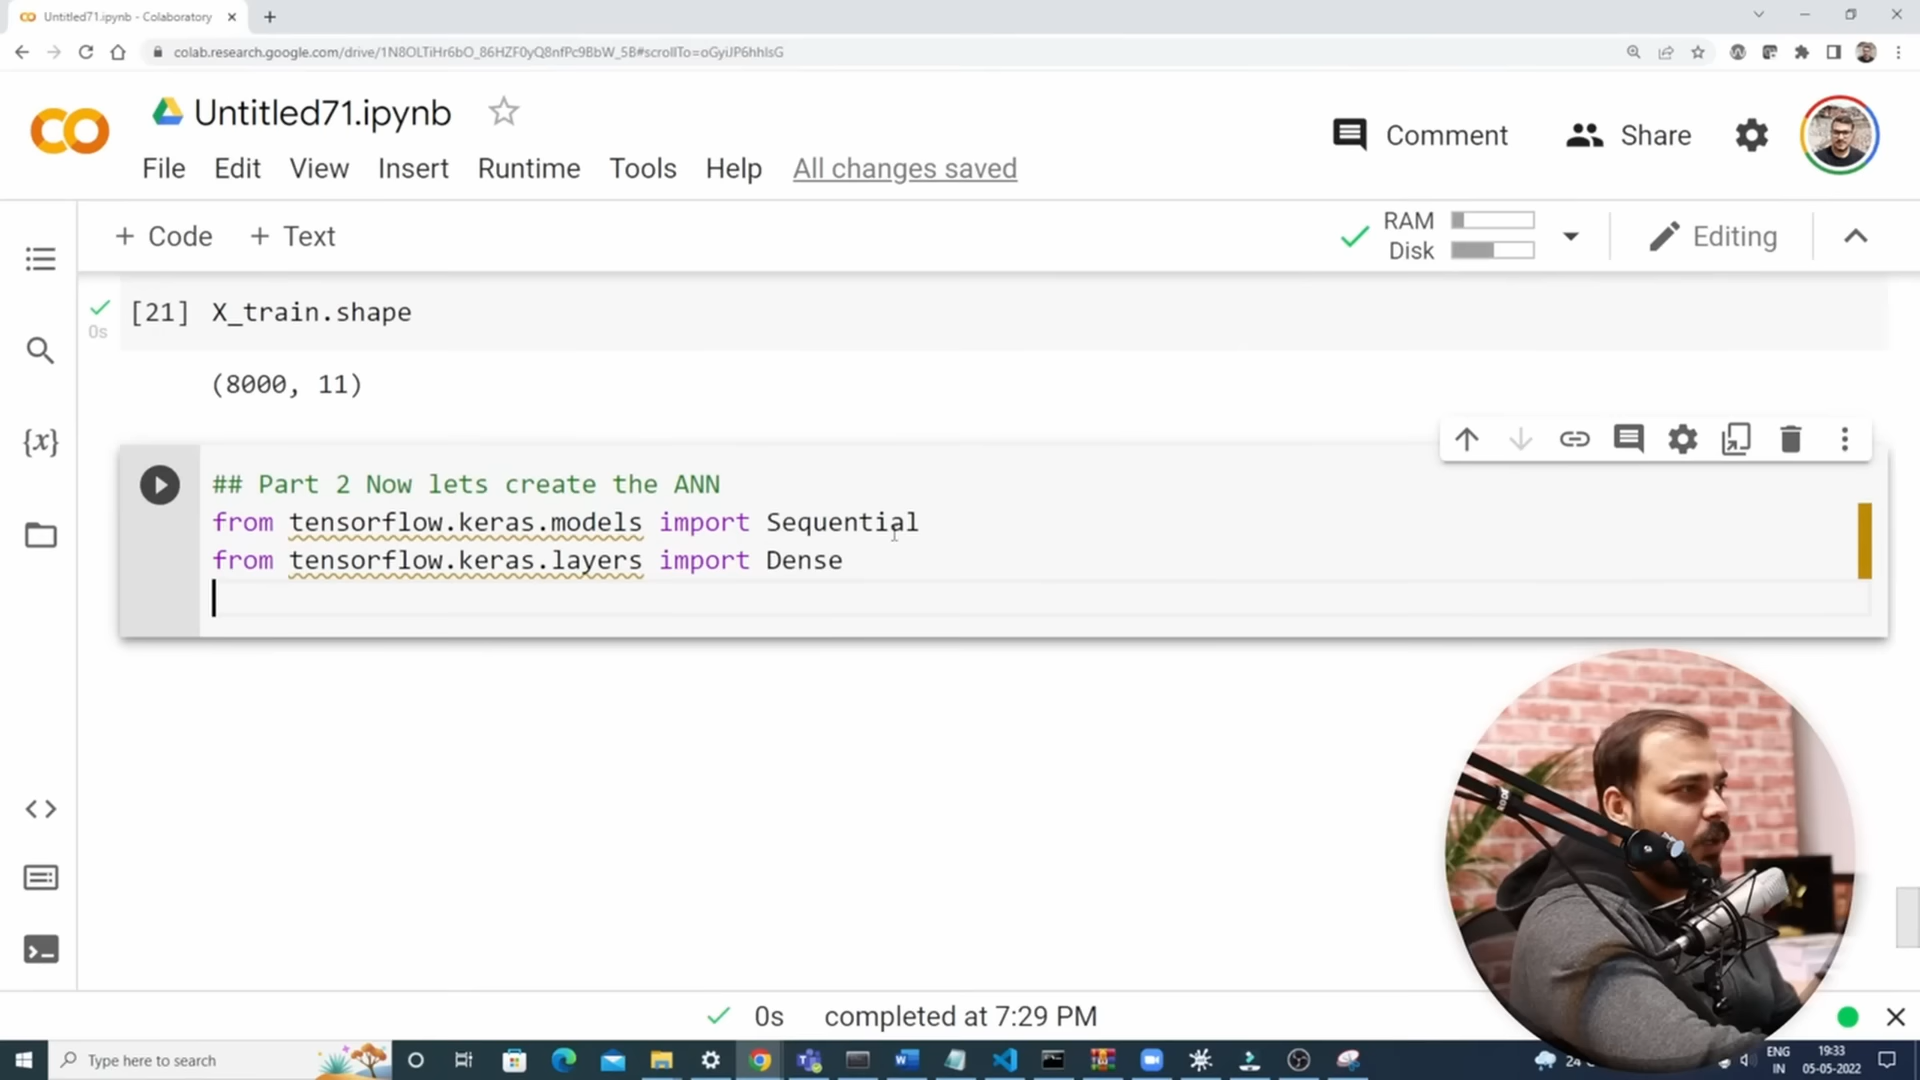 Untitled71.ipynb - Colaboratory
colab.research.google.com/drive/1N8OLTiHr6bO_86HZF0yQ8nfPc9BbW_5B#scrollTo=oGyiJP6hhlsG
Untitled71.ipynb
Comment
Share
File Edit View Insert Runtime Tools Help All changes saved
+ Code + Text
RAM
Disk
Editing
[21] X_train.shape
0s
(8000, 11)
## Part 2 Now lets create the ANN
from tensorflow.keras.models import Sequential
from tensorflow.keras.layers import Dense
0s completed at 7:29 PM
Type here to search
ENG
IN
19:33
05-05-2022